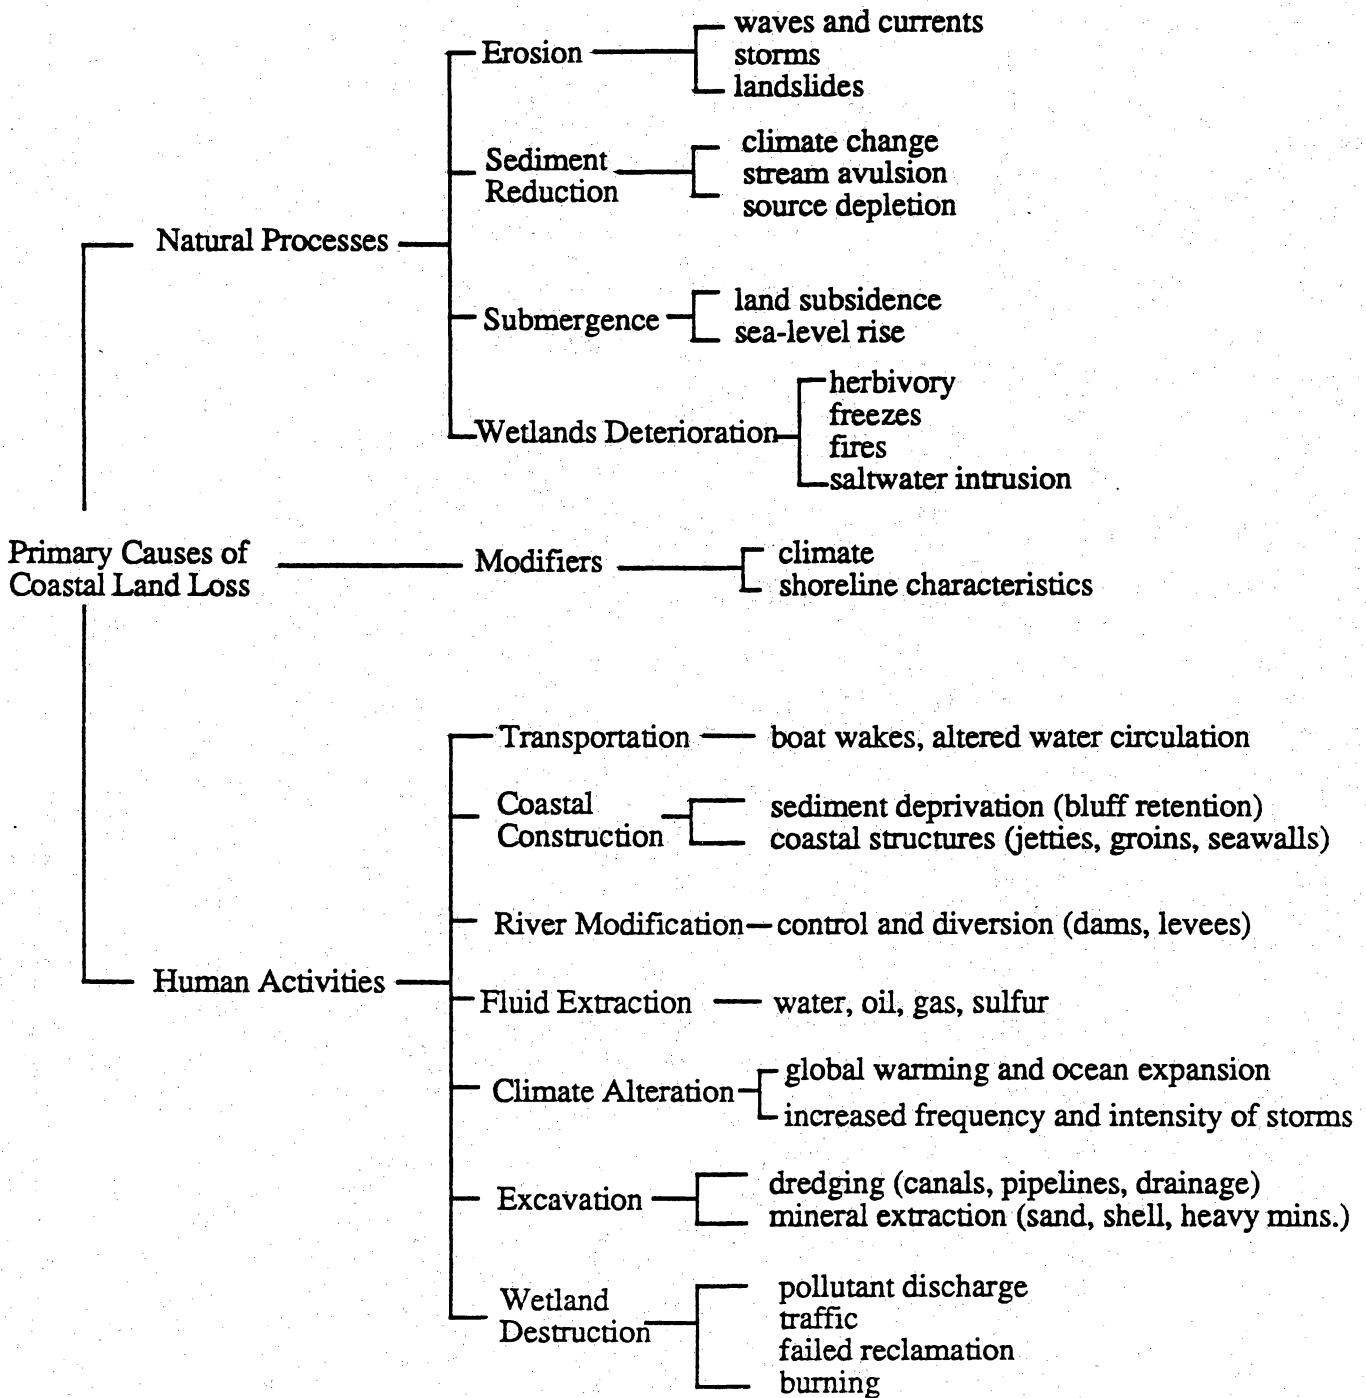 waves and currents
Erosion
storms
landslides
climate change
Sediment
Reduction
stream avulsion
source depletion
Natural Processes
land subsidence
Submergence
sea-level rise
herbivory
freezes
Wetlands Deterioration
fires
saltwater intrusion
Primary Causes of
Coastal Land Loss
Modifiers
climate
shoreline characteristics
Transportation
boat wakes, altered water circulation
Coastal
Construction
sediment deprivation (bluff retention)
coastal structures (jetties, groins, seawalls)
River Modification
control and diversion (dams, levees)
Human Activities
Fluid Extraction
water, oil, gas, sulfur
Climate Alteration
global warming and ocean expansion
increased frequency and intensity of storms
Excavation
dredging (canals, pipelines, drainage)
mineral extraction (sand, shell, heavy mins.)
Wetland
Destruction
pollutant discharge
traffic
failed reclamation
burning